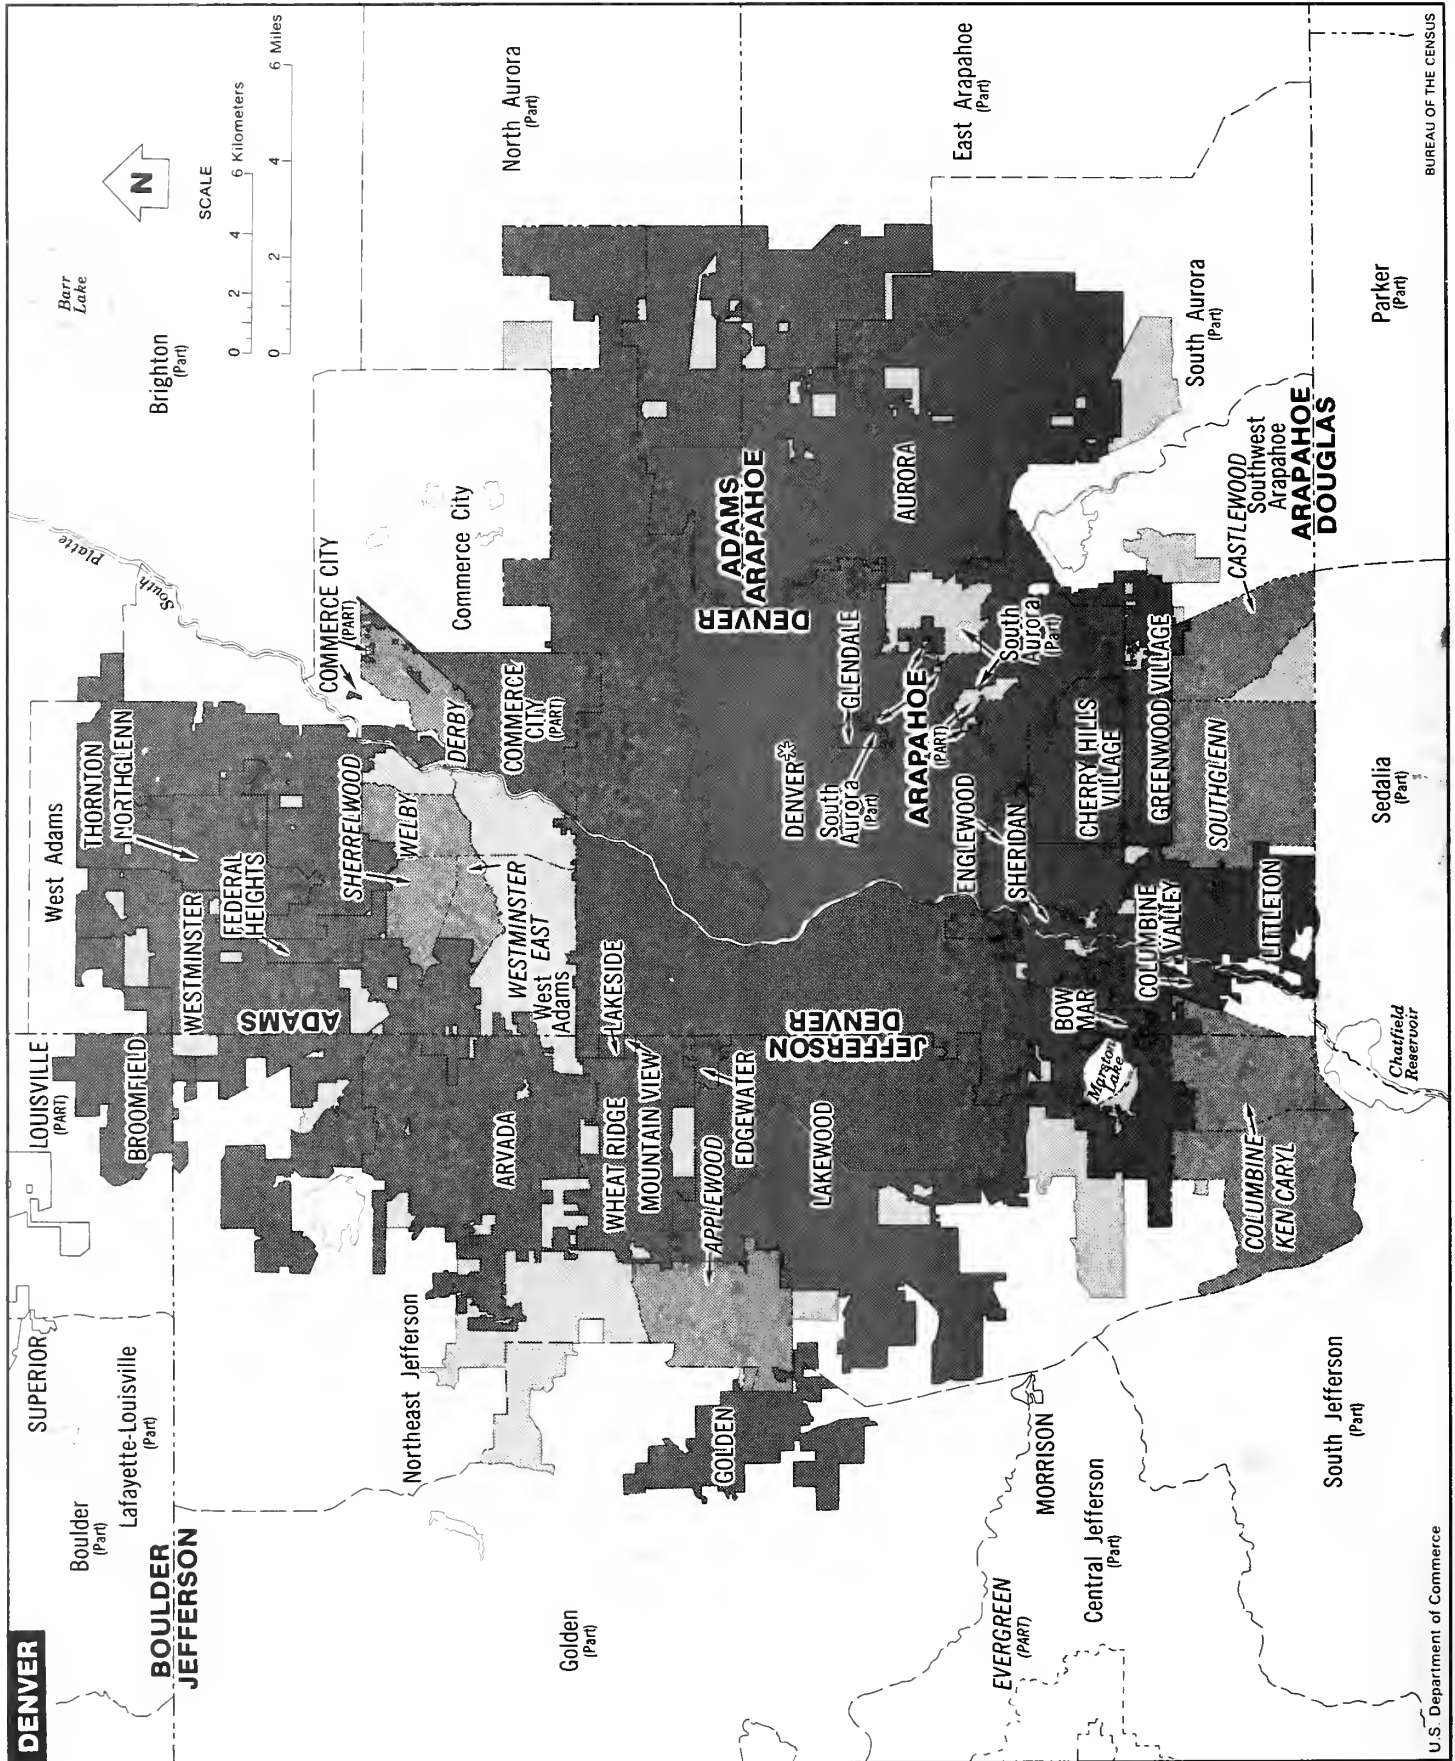 DENVER
SUPERIOR
Boulder
(Part)
Lafayette-Louisville
(Part)
BOULDER
JEFFERSON
LOUISVILLE
(PART)
BROOMFIELD
West Adams
THORNTON
NORTHGLENN
WESTMINSTER
FEDERAL
HEIGHTS
ADAMS
SHERRELWOOD
WELBY
DERBY
South Platte
Barr
Lake
Brighton
(Part)
N
SCALE
0 2 4 6 Kilometers
0 2 4 6 Miles
COMMERCE CITY
(PART)
Commerce City
COMMERCE
CITY
(PART)
North Aurora
(Part)
Northeast Jefferson
ARVADA
WESTMINSTER
EAST
West
Adams
LAKESIDE
WHEAT RIDGE
MOUNTAIN VIEW
APPLEWOOD
EDGEWATER
GOLDEN
Golden
(Part)
LAKEWOOD
JEFFERSON
DENVER
DENVER*
ADAMS
ARAPAHOE
DENVER
GLENDALE
South
Aurora
(Part)
ARAPAHOE
(PART)
AURORA
East Arapahoe
(Part)
South
Aurora
(Part)
ENGLEWOOD
SHERIDAN
CHERRY HILLS
VILLAGE
GREENWOOD VILLAGE
BOW
MAR
Marston
Lake
COLUMBINE
VALLEY
LITTLETON
SOUTHGLENN
CASTLEWOOD
Southwest
Arapahoe
South Aurora
(Part)
ARAPAHOE
DOUGLAS
MORRISON
EVERGREEN
(PART)
Central Jefferson
(Part)
COLUMBINE
KEN CARYL
South Jefferson
(Part)
Chatfield
Reservoir
Sedalia
(Part)
Parker
(Part)
U.S. Department of Commerce
BUREAU OF THE CENSUS